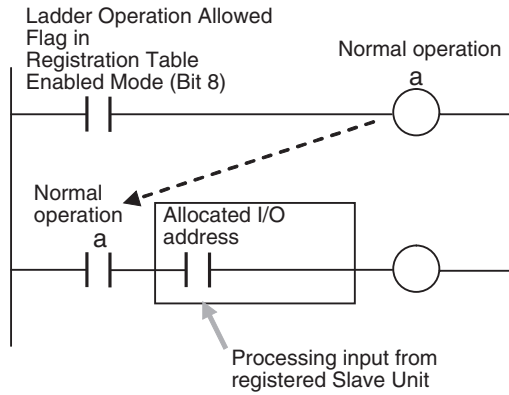 Ladder Operation Allowed
Flag in
Registration Table
Enabled Mode (Bit 8)
Normal operation
a
Normal
operation
a
Allocated I/O
address
Processing input from
registered Slave Unit